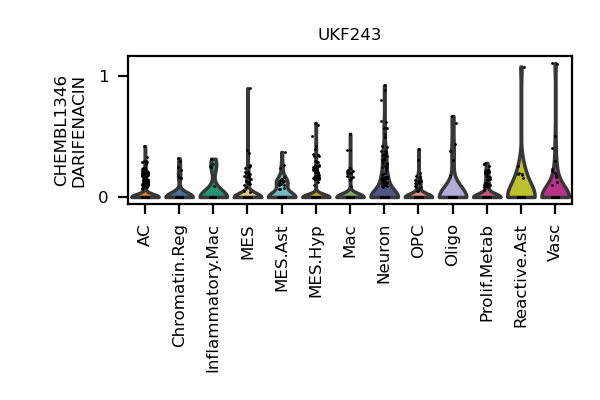 UKF243
CHEMBL1346
DARIFENACIN
1
0
AC
Chromatin.Reg
Inflammatory.Mac
MES
MES.Ast
MES.Hyp
Mac
Neuron
OPC
Oligo
Prolif.Metab
Reactive.Ast
Vasc